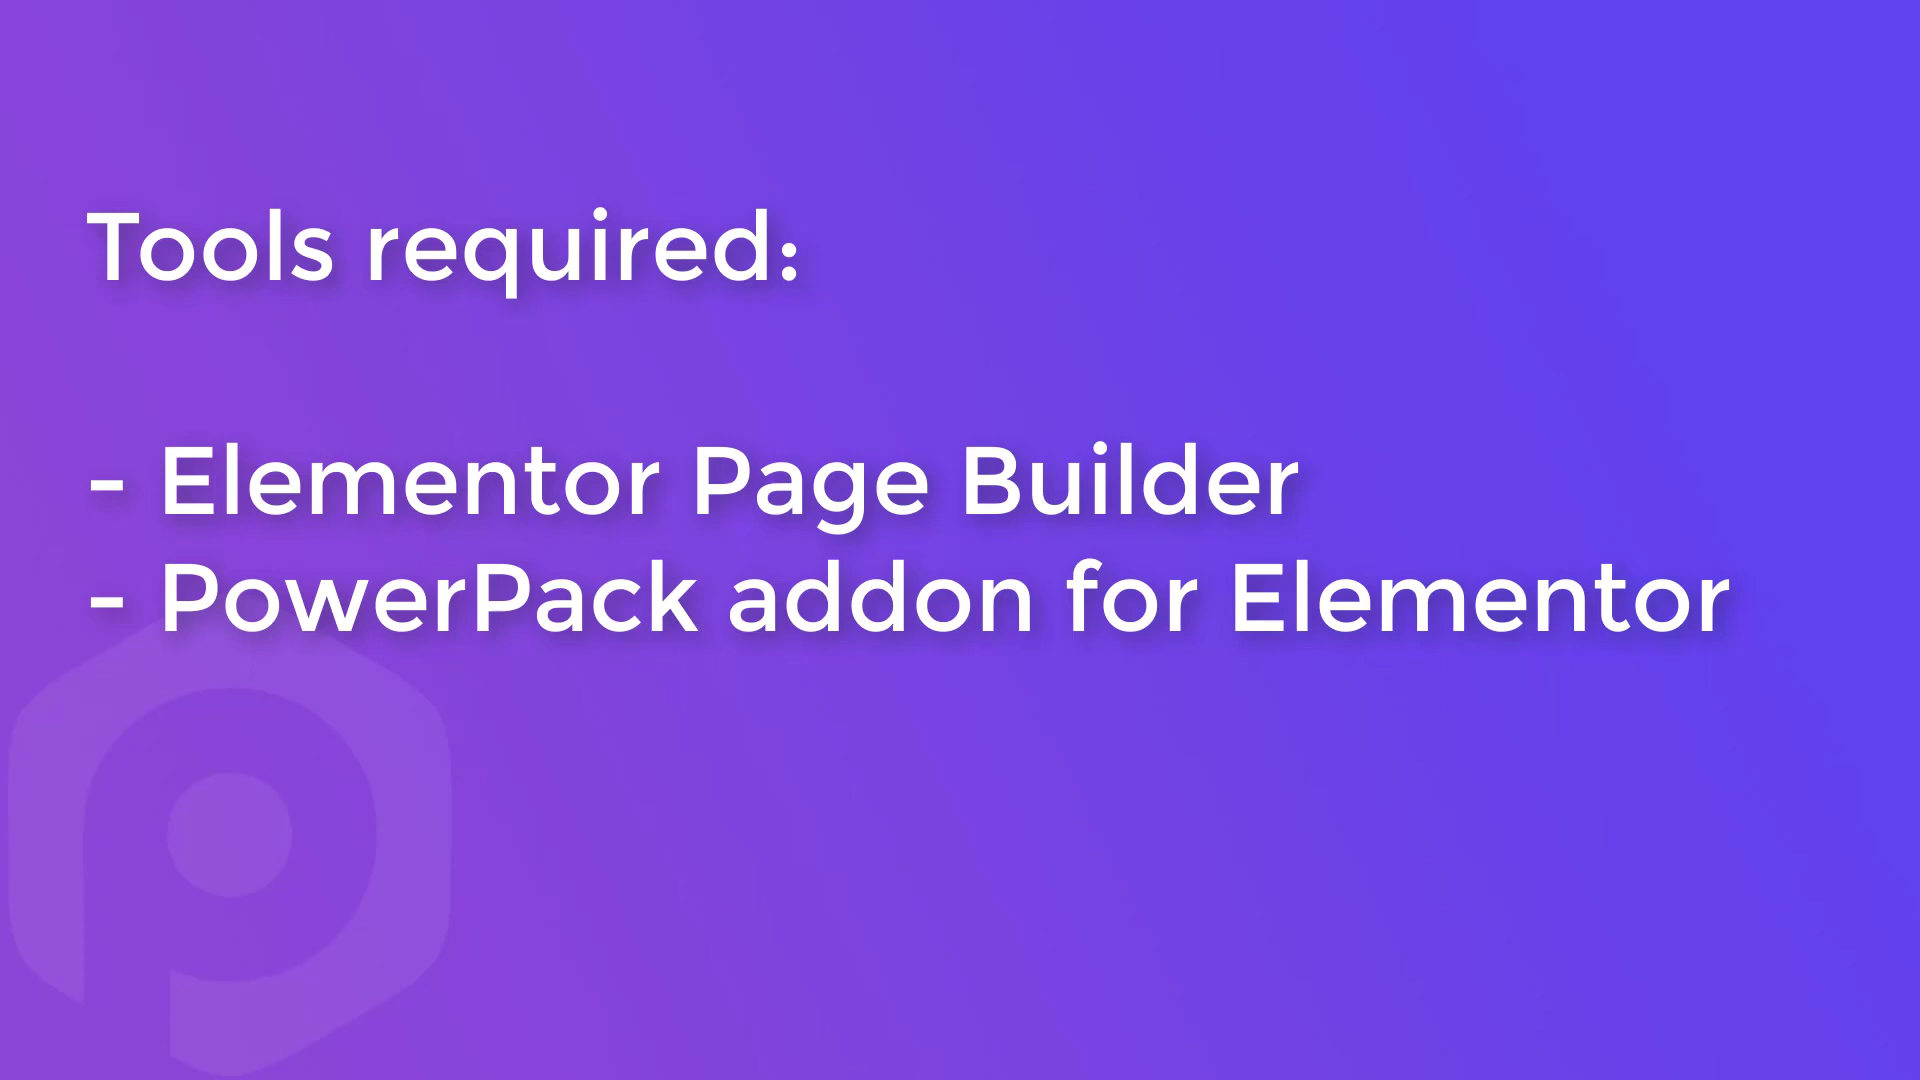 Tools required:
- Elementor Page Builder
- PowerPack addon for Elementor